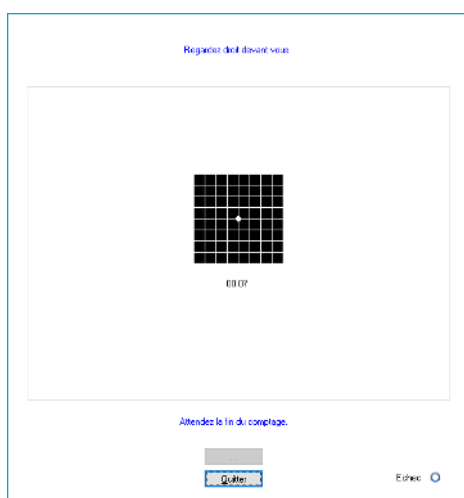 Regardez droit devant vous
00:07
Attendez la fin du comptage.
...
Quitter
Echec